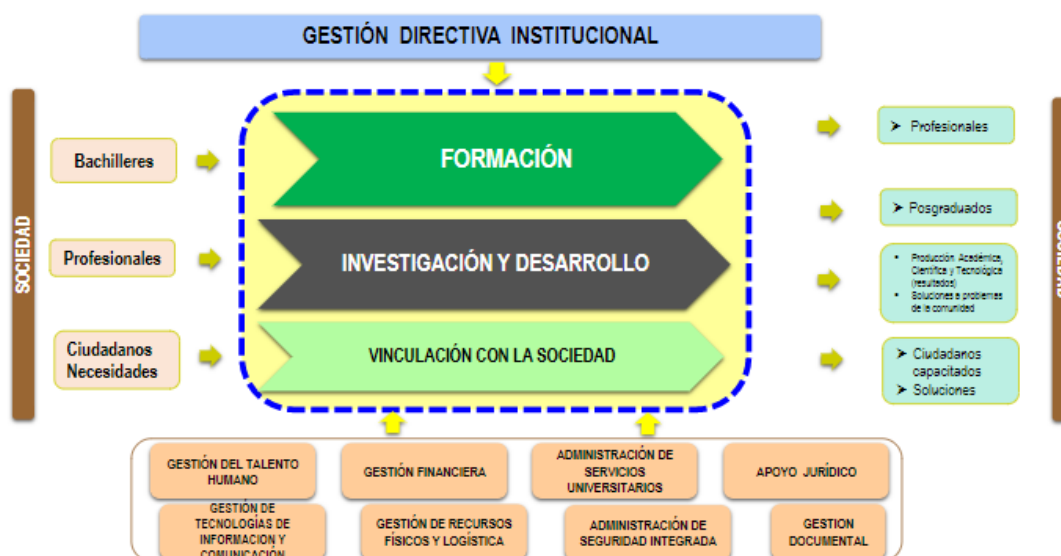 GESTIÓN DIRECTIVA INSTITUCIONAL
SOCIEDAD
Bachilleres
Profesionales
Ciudadanos
Necesidades
FORMACIÓN
INVESTIGACIÓN Y DESARROLLO
VINCULACIÓN CON LA SOCIEDAD
➤ Profesionales
➤ Posgraduados
• Producción Académica,
Científica y Tecnológica
(resultados)
• Soluciones a problemas
de la comunidad
➤ Ciudadanos
capacitados
➤ Soluciones
GESTIÓN DEL TALENTO
HUMANO
GESTIÓN FINANCIERA
ADMINISTRACIÓN DE
SERVICIOS
UNIVERSITARIOS
APOYO JURÍDICO
GESTIÓN DE
TECNOLOGÍAS DE
INFORMACION Y
COMUNICACIÓN
GESTIÓN DE RECURSOS
FÍSICOS Y LOGÍSTICA
ADMINISTRACIÓN DE
SEGURIDAD INTEGRADA
GESTION
DOCUMENTAL